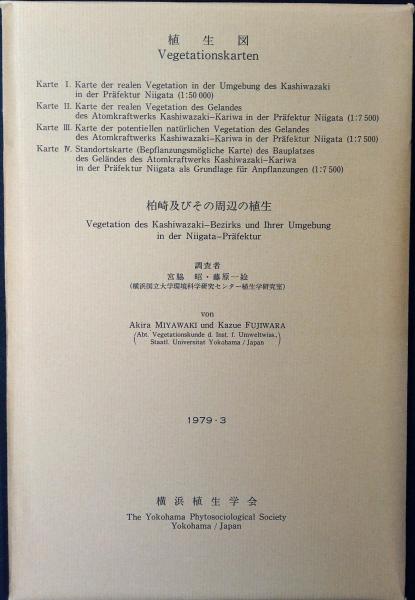 植生図
Vegetationskarten
Karte I. Karte der realen Vegetation in der Umgebung des Kashiwazaki
in der Präfektur Niigata (1:50 000)
Karte II. Karte der realen Vegetation des Gelandes
des Atomkraftwerks Kashiwazaki-Kariwa in der Präfektur Niigata (1:7 500)
Karte III. Karte der potentiellen natürlichen Vegetation des Gelandes
des Atomkraftwerks Kashiwazaki-Kariwa in der Präfektur Niigata (1:7 500)
Karte IV. Standortskarte (Bepflanzungsmögliche Karte) des Bauplatzes
des Geländes des Atomkraftwerks Kashiwazaki-Kariwa
in der Präfektur Niigata als Grundlage für Anpflanzungen (1:7 500)
柏崎及びその周辺の植生
Vegetation des Kashiwazaki-Bezirks und Ihrer Umgebung
in der Niigata-Präfektur
調査者
宮脇 昭・藤原一絵
(横浜国立大学環境科学研究センター植生学研究室)
von
Akira MIYAWAKI und Kazue FUJIWARA
(Abt. Vegetationskunde d. Inst. f. Umweltwiss.,
Staatl. Universitat Yokohama / Japan)
1979・3
横浜植生学会
The Yokohama Phytosociological Society
Yokohama / Japan